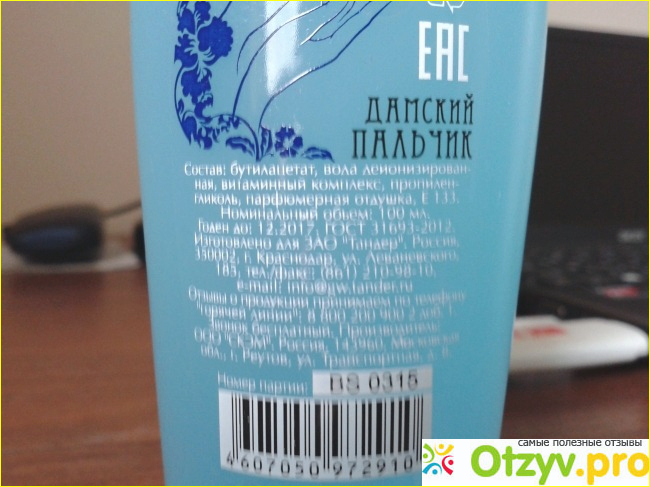 EAC
ДАМСКИЙ
ПАЛЬЧИК
Состав: бутилацетат, вода деионизирован-
ная, витаминный комплекс, пропилен-
гликоль, парфюмерная отдушка, Е 133.
Номинальный объем: 100 мл.
Годен до: 12.2017. ГОСТ 31693-2012.
Изготовлено для ЗАО "Тандер". Россия,
350002, г. Краснодар, ул. Леваневского,
185, тел./факс: (861) 210-98-10,
e-mail: info@gw.tander.ru
Отзывы о продукции принимаем по телефону
"горячей линии": 8 800 200 900 2 доб. 1
Звонок бесплатный. Производитель:
ООО "СКЭМ", Россия, 143960, Московская
обл., г. Реутов, ул. Транспортная, д.
Номер партии: BS 0315
4 607050 972910
самые полезные отзывы
Otzyv.pro